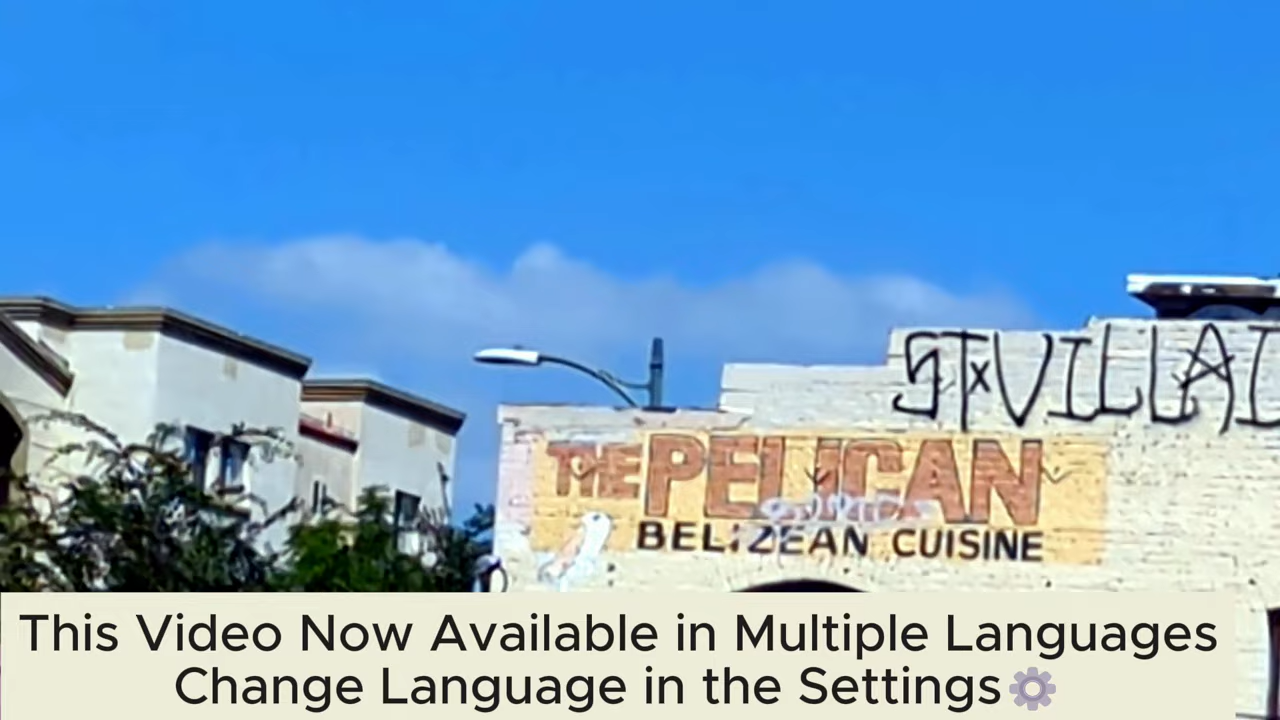 THE PELICAN
BELIZEAN CUISINE
This Video Now Available in Multiple Languages
Change Language in the Settings